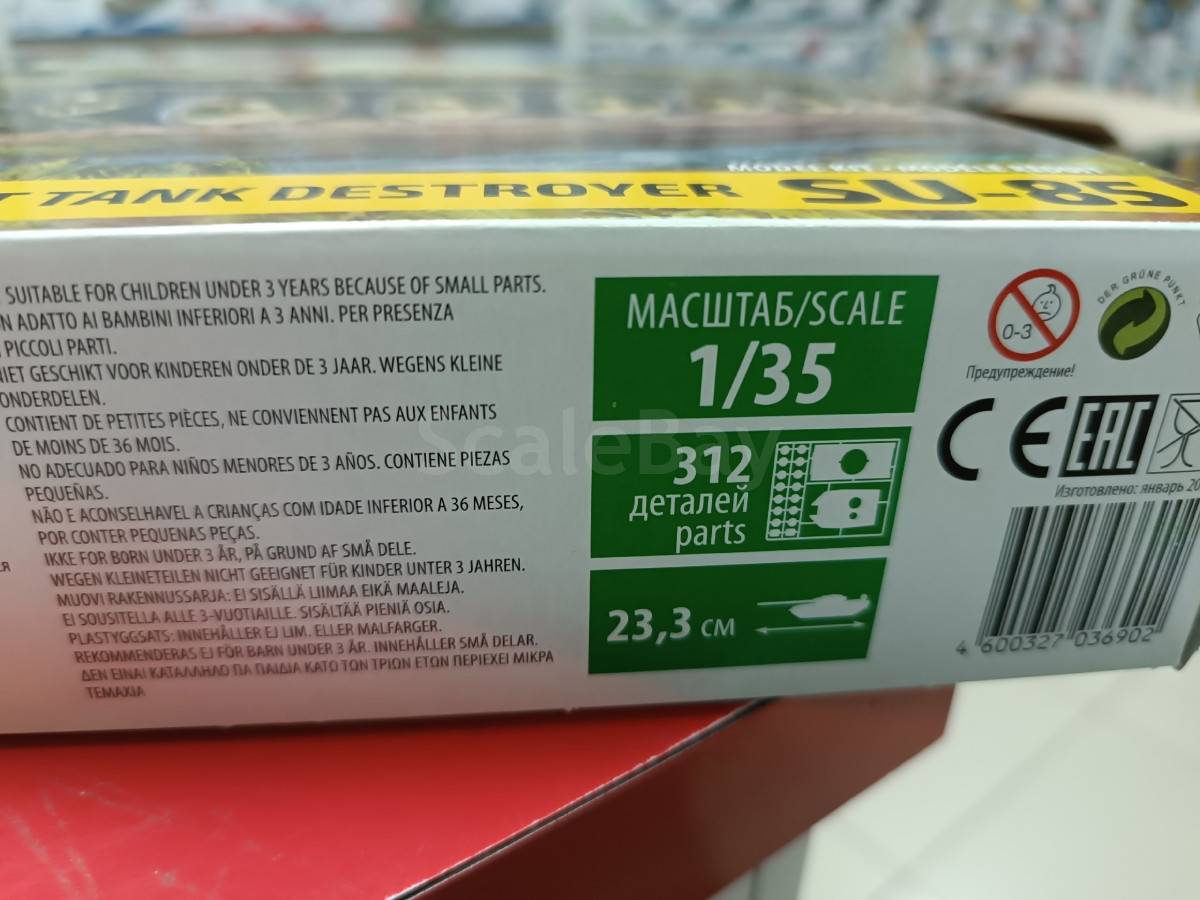 TANK DESTROYER SU-85
SUITABLE FOR CHILDREN UNDER 3 YEARS BECAUSE OF SMALL PARTS.
N ADATTO AI BAMBINI INFERIORI A 3 ANNI. PER PRESENZA
PICCOLI PARTI.
NIET GESCHIKT VOOR KINDEREN ONDER DE 3 JAAR. WEGENS KLEINE
ONDERDELEN.
CONTIENT DE PETITES PIÈCES, NE CONVIENNENT PAS AUX ENFANTS
DE MOINS DE 36 MOIS.
NO ADECUADO PARA NIÑOS MENORES DE 3 AÑOS. CONTIENE PIEZAS
PEQUEÑAS.
NÃO E ACONSELHAVEL A CRIANÇAS COM IDADE INFERIOR A 36 MESES,
POR CONTER PEQUENAS PEÇAS.
IKKE FOR BORN UNDER 3 ÅR, PÅ GRUND AF SMÅ DELE.
WEGEN KLEINETEILEN NICHT GEEIGNET FÜR KINDER UNTER 3 JAHREN.
MUOVI RAKENNUSSARJA: EI SISÄLLÄ LIIMAA EIKÄ MAALEJA.
EI SOUSITELLA ALLE 3-VUOTIAILLE. SISÄLTÄÄ PIENIÄ OSIA.
PLASTYGGSATS: INNEHÅLLER EJ LIM. ELLER MALFARGER.
REKOMMENDERAS EJ FÖR BARN UNDER 3 ÅR. INNEHÅLLER SMÅ DELAR.
ΔΕΝ ΕΙΝΑΙ ΚΑΤΑΛΛΗΛΟ ΓΙΑ ΠΑΙΔΙΑ ΚΑΤΩ ΤΩΝ ΤΡΙΩΝ ΕΤΩΝ ΠΕΡΙΕΧΕΙ ΜΙΚΡΑ
ΤΕΜΑΧΙΑ
МАСШТАБ/SCALE
1/35
312
деталей
parts
23,3 см
0-3
Предупреждение!
DER GRÜNE PUNKT
CE EAC
Изготовлено: январь 20
4 600327 036902
ScaleBay